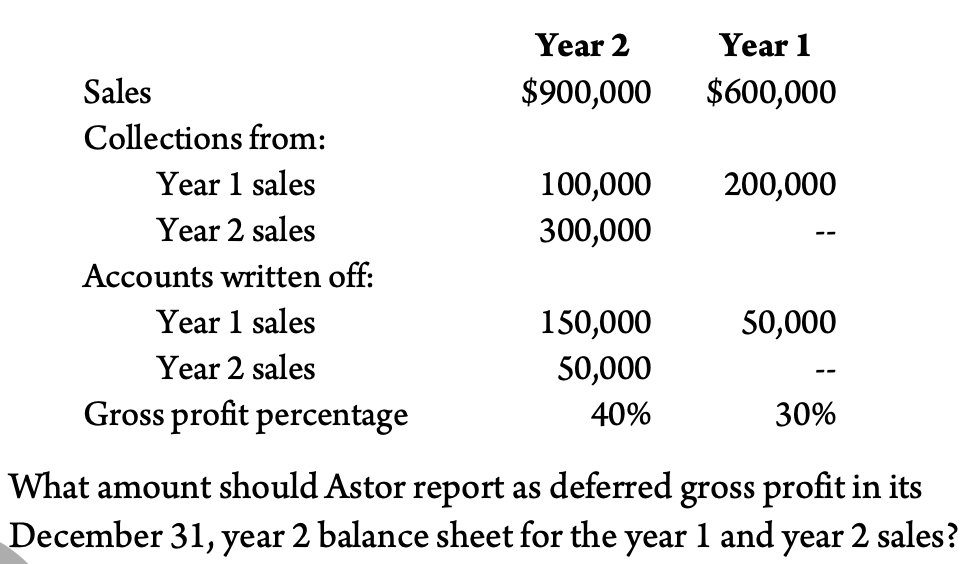 Year 2 Year 1
Sales $900,000 $600,000
Collections from:
Year 1 sales 100,000 200,000
Year 2 sales 300,000 --
Accounts written off:
Year 1 sales 150,000 50,000
Year 2 sales 50,000 --
Gross profit percentage 40% 30%
What amount should Astor report as deferred gross profit in its
December 31, year 2 balance sheet for the year 1 and year 2 sales?